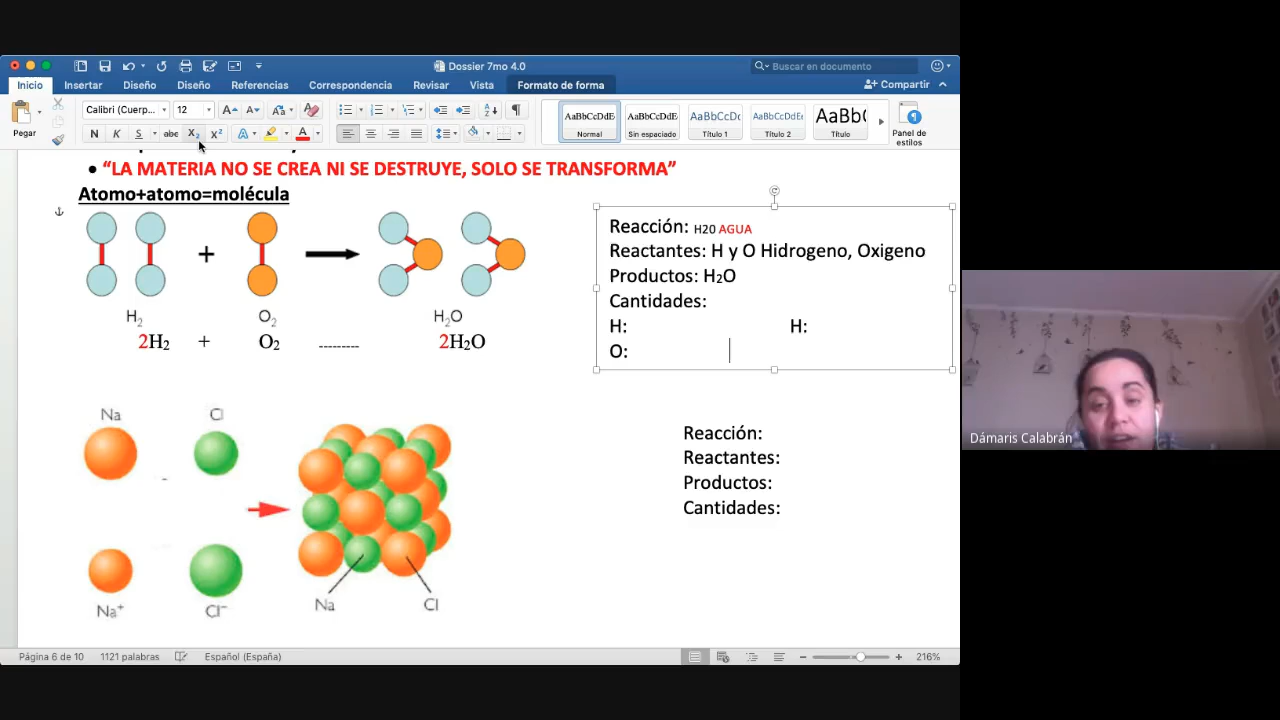 Dossier 7mo 4.0
Buscar en documento
Inicio Insertar Diseño Diseño Referencias Correspondencia Revisar Vista Formato de forma
Compartir
Pegar
Calibri (Cuerp... 12
N K S abc X₂ X² A A
AaBbCcDdE AaBbCcDdE AaBbCcDc AaBbCcDdEe AaBbC
Normal Sin espaciado Título 1 Título 2 Título
Panel de estilos
• “LA MATERIA NO SE CREA NI SE DESTRUYE, SOLO SE TRANSFORMA”
Atomo+atomo=molécula
+
H₂ O₂ H₂O
2H₂ + O₂ --------- 2H₂O
Reacción: H20 AGUA
Reactantes: H y O Hidrogeno, Oxigeno
Productos: H₂O
Cantidades:
H: H:
O:
Na Cl
Na⁺ Cl⁻
Na Cl
Reacción:
Reactantes:
Productos:
Cantidades:
Dámaris Calabrán
Página 6 de 10 1121 palabras Español (España) 216%